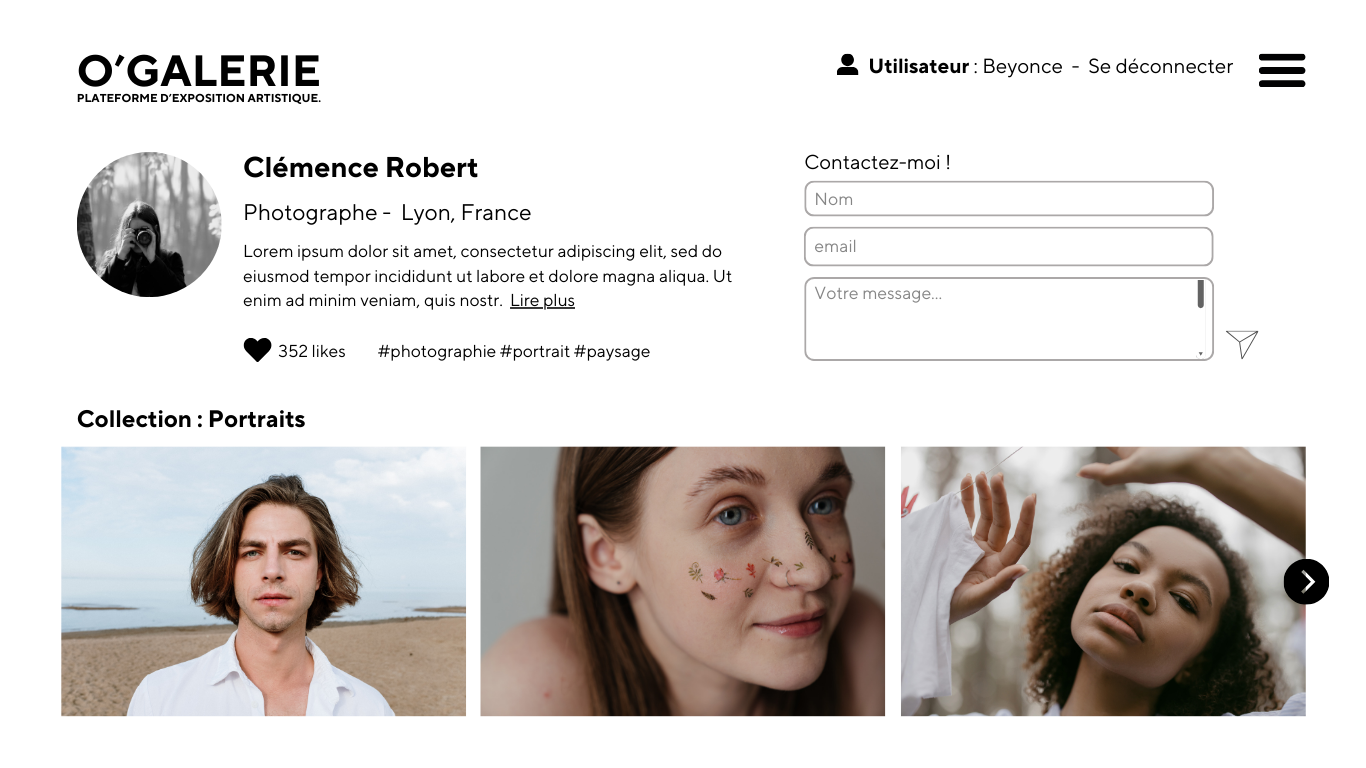 O’GALERIE
PLATEFORME D’EXPOSITION ARTISTIQUE.
Utilisateur : Beyonce - Se déconnecter
Clémence Robert
Photographe - Lyon, France
Lorem ipsum dolor sit amet, consectetur adipiscing elit, sed do
eiusmod tempor incididunt ut labore et dolore magna aliqua. Ut
enim ad minim veniam, quis nostr. Lire plus
352 likes #photographie #portrait #paysage
Contactez-moi !
Nom
email
Votre message...
Collection : Portraits